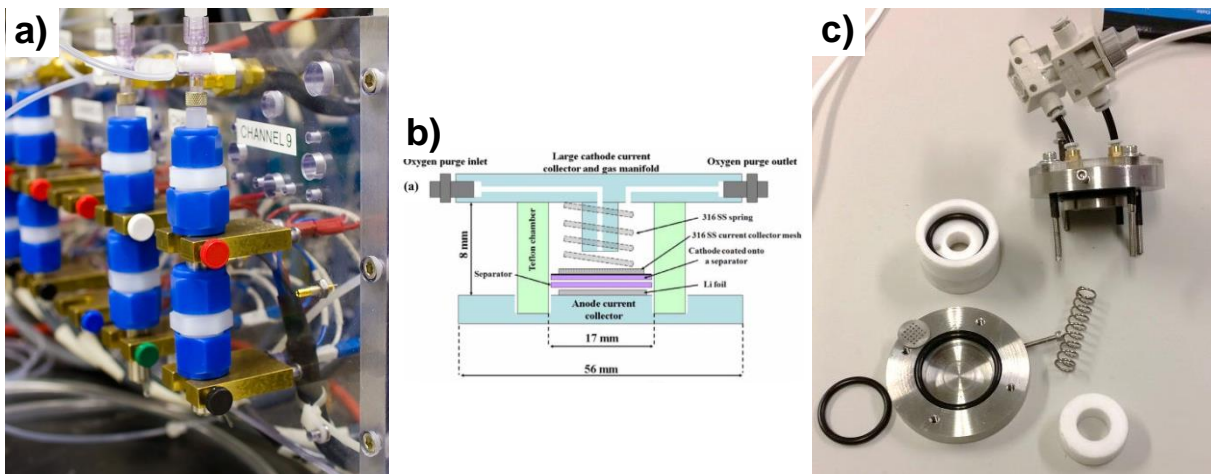 a)
CHANNEL 9
b)
Large cathode current
collector and gas manifold
Oxygen purge inlet
Oxygen purge outlet
(a)
316 SS spring
316 SS current collector mesh
Cathode coated onto
a separator
Li foil
Teflon chamber
8 mm
Separator
Anode current
collector
17 mm
56 mm
c)